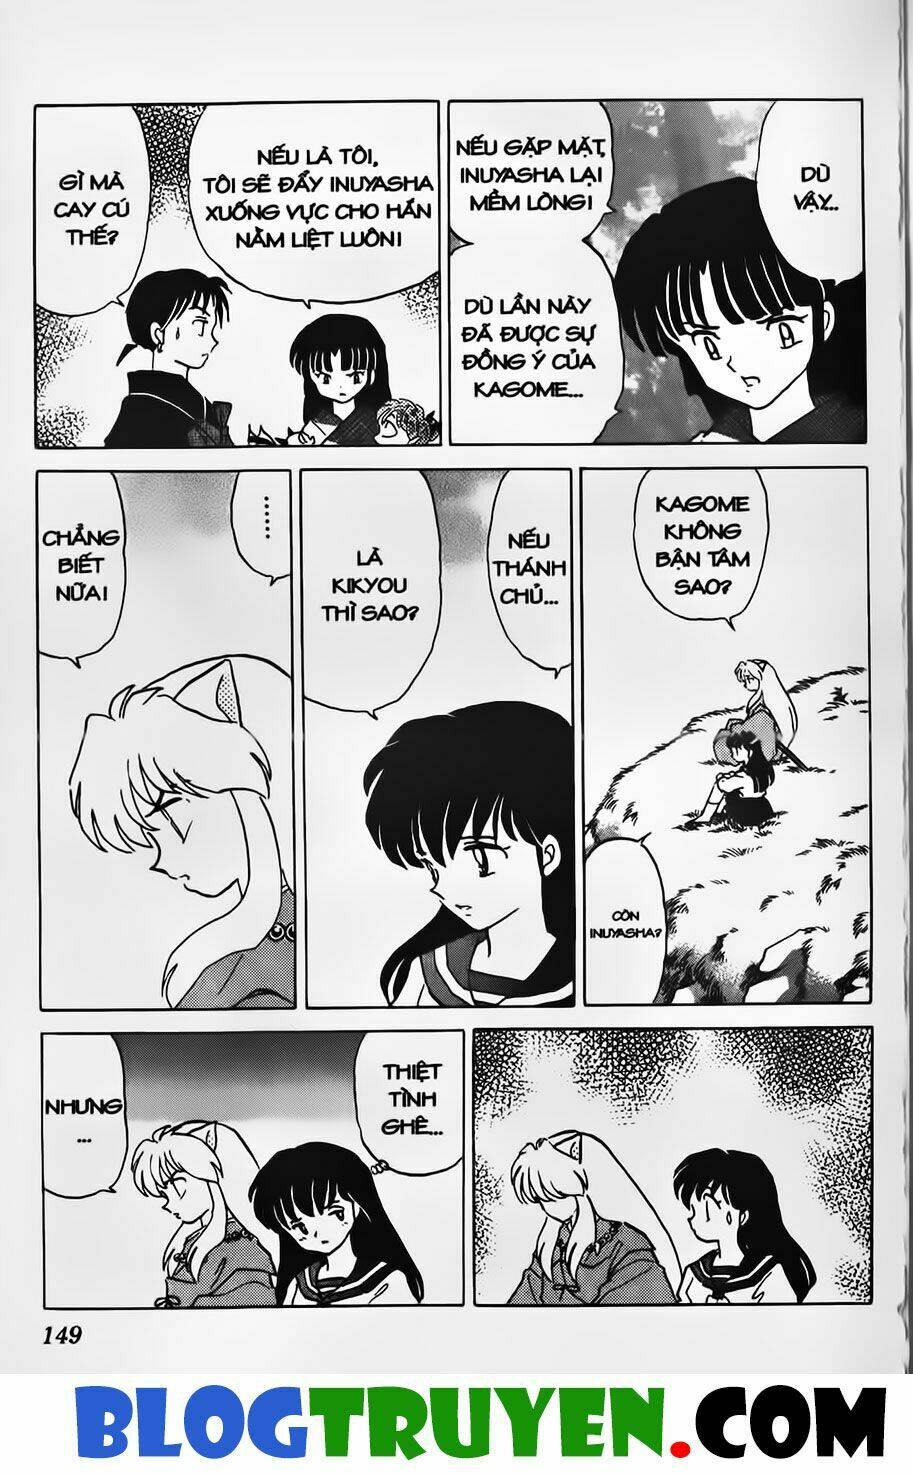 DÙ
VẬY...
NẾU GẶP MẶT,
INUYASHA LẠI
MỀM LÒNG!
DÙ LẦN NÀY
ĐÃ ĐƯỢC SỰ
ĐỒNG Ý CỦA
KAGOME...
NẾU LÀ TÔI,
TÔI SẼ ĐẨY INUYASHA
XUỐNG VỰC CHO HẮN
NẰM LIỆT LUÔN!
GÌ MÀ
CAY CÚ
THẾ?
KAGOME
KHÔNG
BẬN TÂM
SAO?
CÒN
INUYASHA?
NẾU
THÁNH
CHỦ...
LÀ
KIKYOU
THÌ SAO?
......
CHẲNG
BIẾT
NỮA!
THIỆT
TÌNH
GHÊ...
NHƯNG
...
149
BLOGTRUYEN.COM